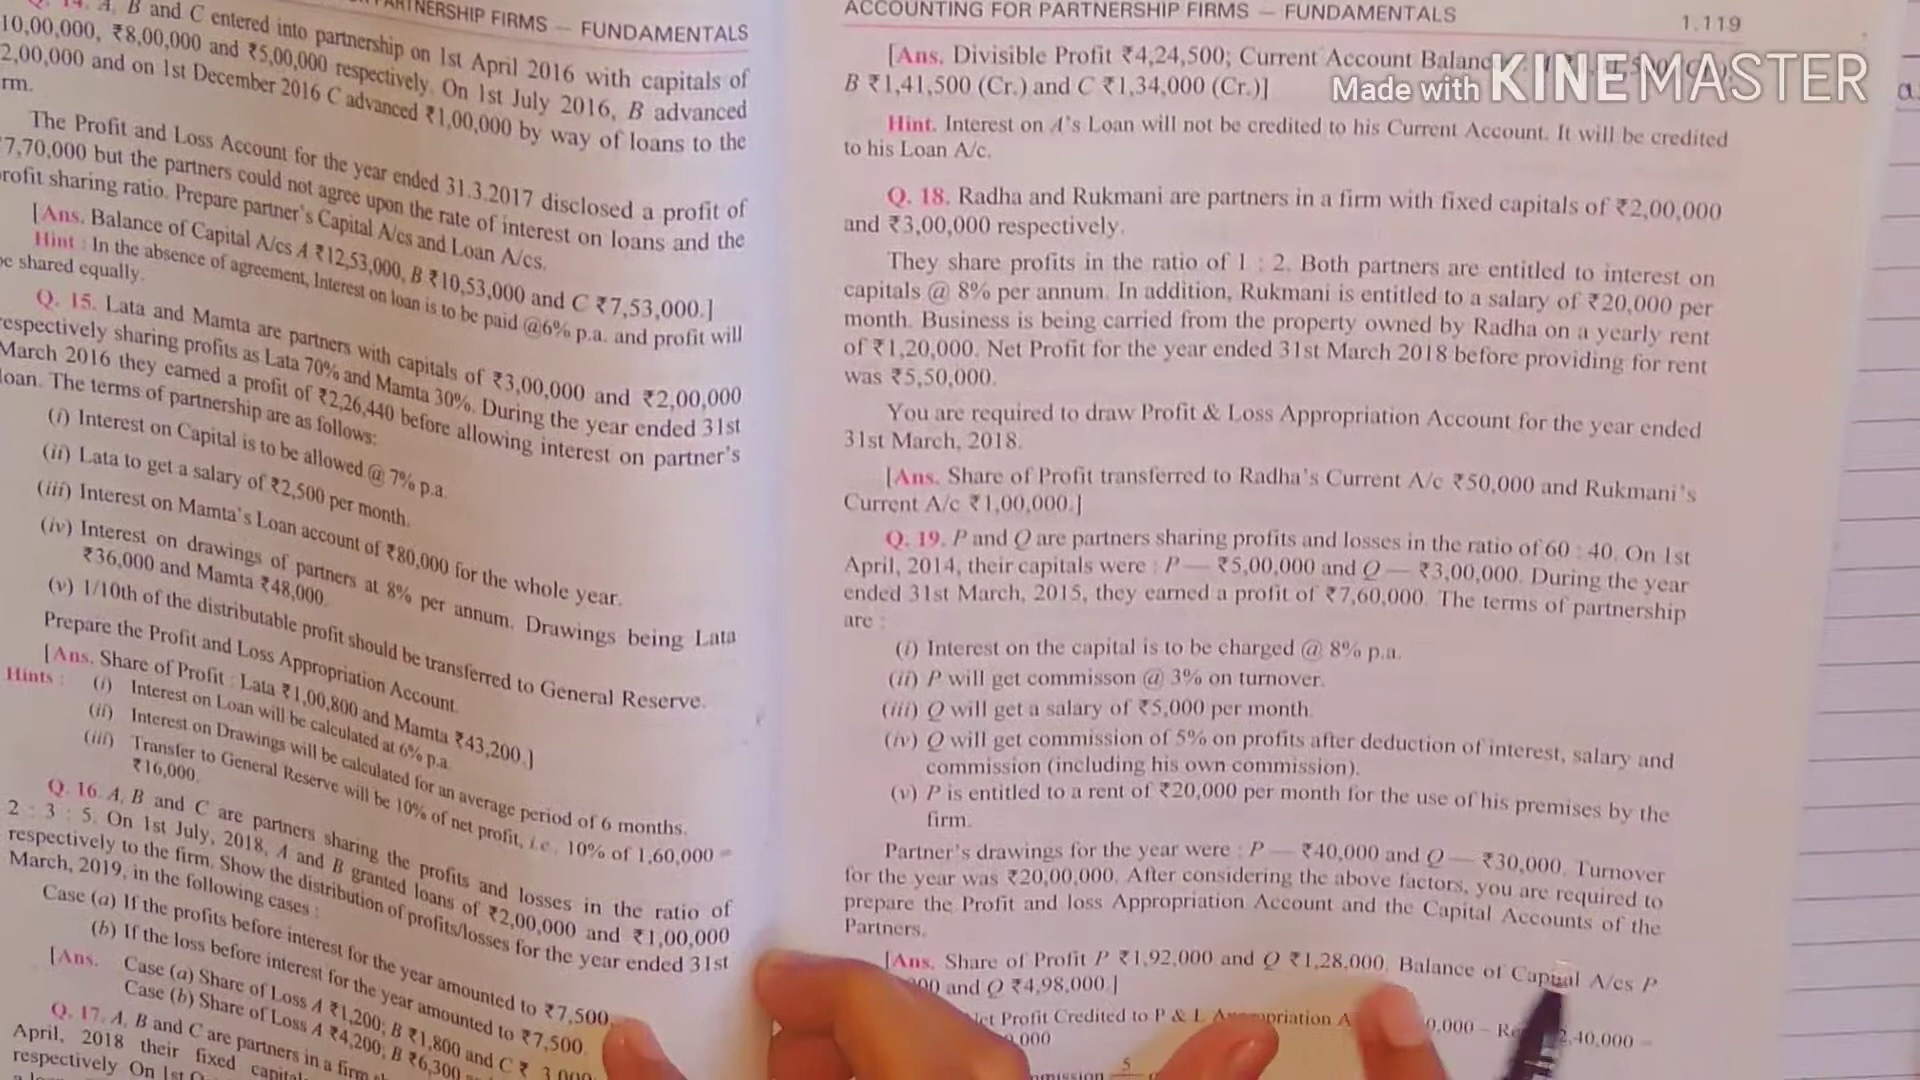 PARTNERSHIP FIRMS — FUNDAMENTALS
Q. 14. A, B and C entered into partnership on 1st April 2016 with capitals of
10,00,000, ₹8,00,000 and ₹5,00,000 respectively. On 1st July 2016, B advanced
2,00,000 and on 1st December 2016 C advanced ₹1,00,000 by way of loans to the
rm.
The Profit and Loss Account for the year ended 31.3.2017 disclosed a profit of
7,70,000 but the partners could not agree upon the rate of interest on loans and the
rofit sharing ratio. Prepare partner's Capital A/cs and Loan A/cs.
[Ans. Balance of Capital A/cs A ₹12,53,000, B ₹10,53,000 and C ₹7,53,000.]
Hint : In the absence of agreement, Interest on loan is to be paid @6% p.a. and profit will
be shared equally.
Q. 15. Lata and Mamta are partners with capitals of ₹3,00,000 and ₹2,00,000
respectively sharing profits as Lata 70% and Mamta 30%. During the year ended 31st
March 2016 they earned a profit of ₹2,26,440 before allowing interest on partner's
loan. The terms of partnership are as follows:
(i) Interest on Capital is to be allowed @ 7% p.a.
(ii) Lata to get a salary of ₹2,500 per month.
(iii) Interest on Mamta's Loan account of ₹80,000 for the whole year.
(iv) Interest on drawings of partners at 8% per annum. Drawings being Lata
₹36,000 and Mamta ₹48,000.
(v) 1/10th of the distributable profit should be transferred to General Reserve.
Prepare the Profit and Loss Appropriation Account.
[Ans. Share of Profit : Lata ₹1,00,800 and Mamta ₹43,200.]
Hints : (i) Interest on Loan will be calculated at 6% p.a.
(ii) Interest on Drawings will be calculated for an average period of 6 months.
(iii) Transfer to General Reserve will be 10% of net profit, i.e., 10% of 1,60,000 =
₹16,000.
Q. 16. A, B and C are partners sharing the profits and losses in the ratio of
2 : 3 : 5. On 1st July, 2018, A and B granted loans of ₹2,00,000 and ₹1,00,000
respectively to the firm. Show the distribution of profits/losses for the year ended 31st
March, 2019, in the following cases :
Case (a) If the profits before interest for the year amounted to ₹7,500.
(b) If the loss before interest for the year amounted to ₹7,500.
[Ans. Case (a) Share of Loss A ₹1,200; B ₹1,800 and C ₹ 3,000
Case (b) Share of Loss A ₹4,200; B ₹6,300
Q. 17. A, B and C are partners in a firm
April, 2018 their fixed
respectively On 1st
ACCOUNTING FOR PARTNERSHIP FIRMS — FUNDAMENTALS
1.119
[Ans. Divisible Profit ₹4,24,500; Current Account
B ₹1,41,500 (Cr.) and C ₹1,34,000 (Cr.)]
Made with KINEMASTER
Hint. Interest on A's Loan will not be credited to his Current Account. It will be credited
to his Loan A/c.
Q. 18. Radha and Rukmani are partners in a firm with fixed capitals of ₹2,00,000
and ₹3,00,000 respectively.
They share profits in the ratio of 1 : 2. Both partners are entitled to interest on
capitals @ 8% per annum. In addition, Rukmani is entitled to a salary of ₹20,000 per
month. Business is being carried from the property owned by Radha on a yearly rent
of ₹1,20,000. Net Profit for the year ended 31st March 2018 before providing for rent
was ₹5,50,000.
You are required to draw Profit & Loss Appropriation Account for the year ended
31st March, 2018.
[Ans. Share of Profit transferred to Radha's Current A/c ₹50,000 and Rukmani's
Current A/c ₹1,00,000.]
Q. 19. P and Q are partners sharing profits and losses in the ratio of 60 : 40. On 1st
April, 2014, their capitals were : P — ₹5,00,000 and Q — ₹3,00,000. During the year
ended 31st March, 2015, they earned a profit of ₹7,60,000. The terms of partnership
are :
(i) Interest on the capital is to be charged @ 8% p.a.
(ii) P will get commisson @ 3% on turnover.
(iii) Q will get a salary of ₹5,000 per month.
(iv) Q will get commission of 5% on profits after deduction of interest, salary and
commission (including his own commission).
(v) P is entitled to a rent of ₹20,000 per month for the use of his premises by the
firm.
Partner's drawings for the year were : P — ₹40,000 and Q — ₹30,000. Turnover
for the year was ₹20,00,000. After considering the above factors, you are required to
prepare the Profit and loss Appropriation Account and the Capital Accounts of the
Partners.
[Ans. Share of Profit P ₹1,92,000 and Q ₹1,28,000, Balance of Capital A/cs P
and Q ₹4,98,000.]
Profit Credited to P & L 2,40,000 =
5